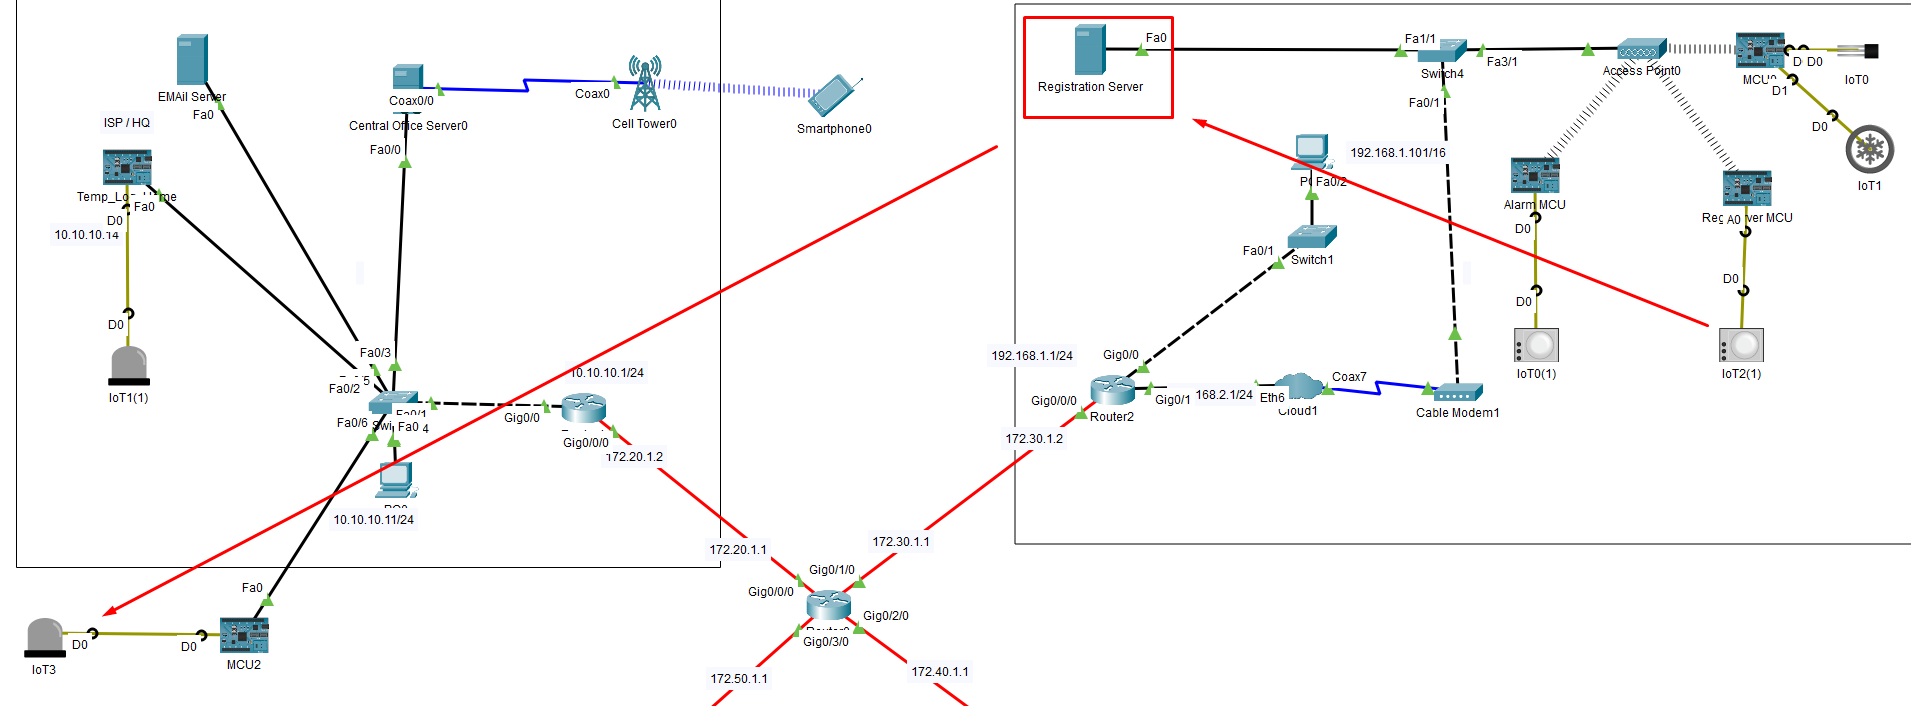 EMAil Server
Fa0
ISP / HQ
Fa0
D0
10.10.10.14
D0
IoT1(1)
Coax0/0
Central Office Server0
Fa0/0
Coax0
Cell Tower0
Smartphone0
Fa0/3
Fa0/2
5
Fa0/1
Fa0/6
Fa0
4
10.10.10.1/24
Gig0/0
Gig0/0/0
172.20.1.2
10.10.10.11/24
Fa0
D0
D0
IoT3
MCU2
172.20.1.1
172.30.1.1
Gig0/1/0
Gig0/0/0
Gig0/2/0
Gig0/3/0
172.50.1.1
172.40.1.1
Registration Server
Fa0
Fa1/1
Switch4
Fa3/1
Fa0/1
Access Point0
D0
IoT0
D1
D0
IoT1
192.168.1.101/16
Fa0/2
Fa0/1
Switch1
Alarm MCU
D0
D0
IoT0(1)
A0
ver MCU
D0
IoT2(1)
192.168.1.1/24
Gig0/0
Gig0/0/0
Router2
Gig0/1
168.2.1/24
Eth6
Cloud1
Coax7
Cable Modem1
172.30.1.2